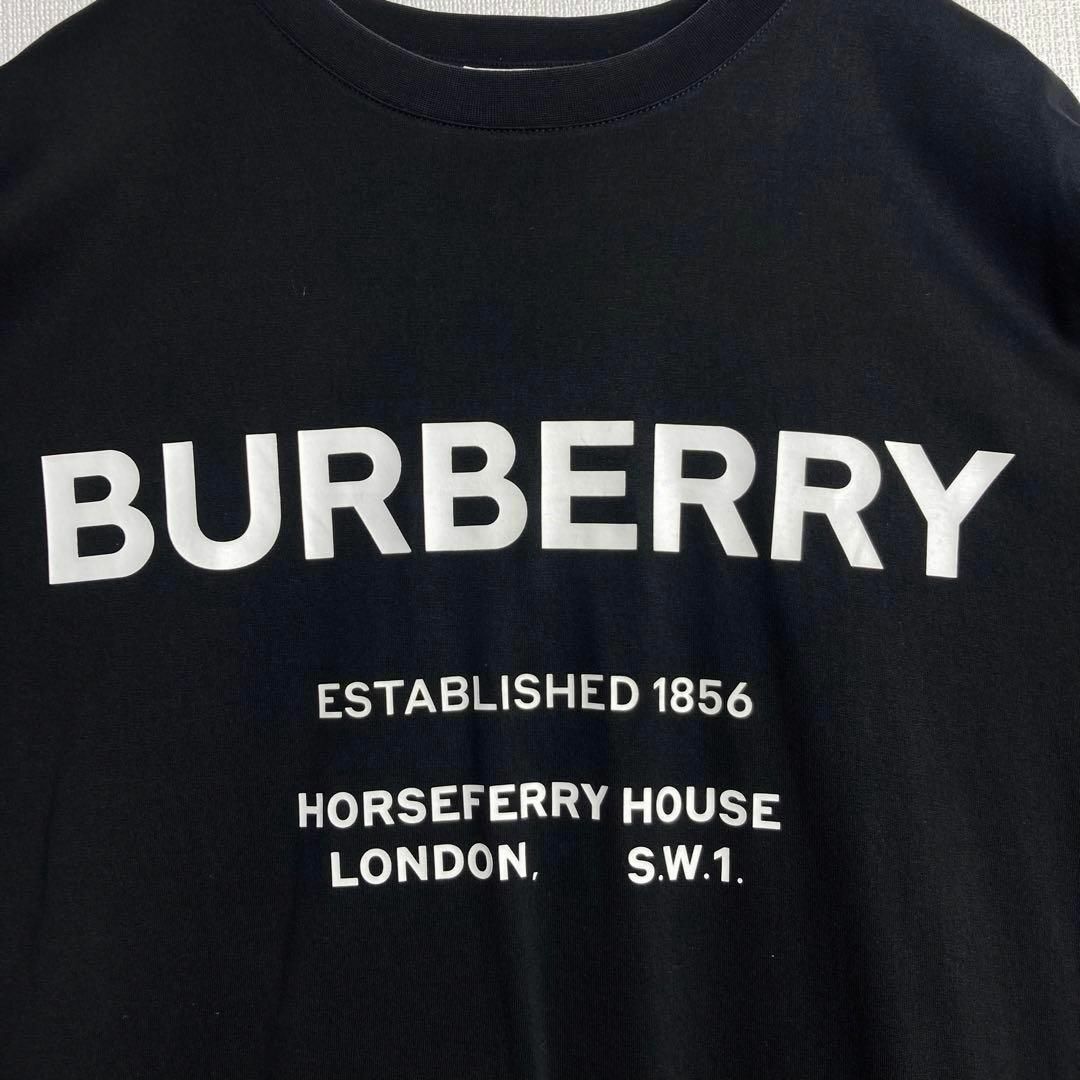 BURBERRY
ESTABLISHED 1856
HORSEFERRY HOUSE
LONDON, S.W.1.